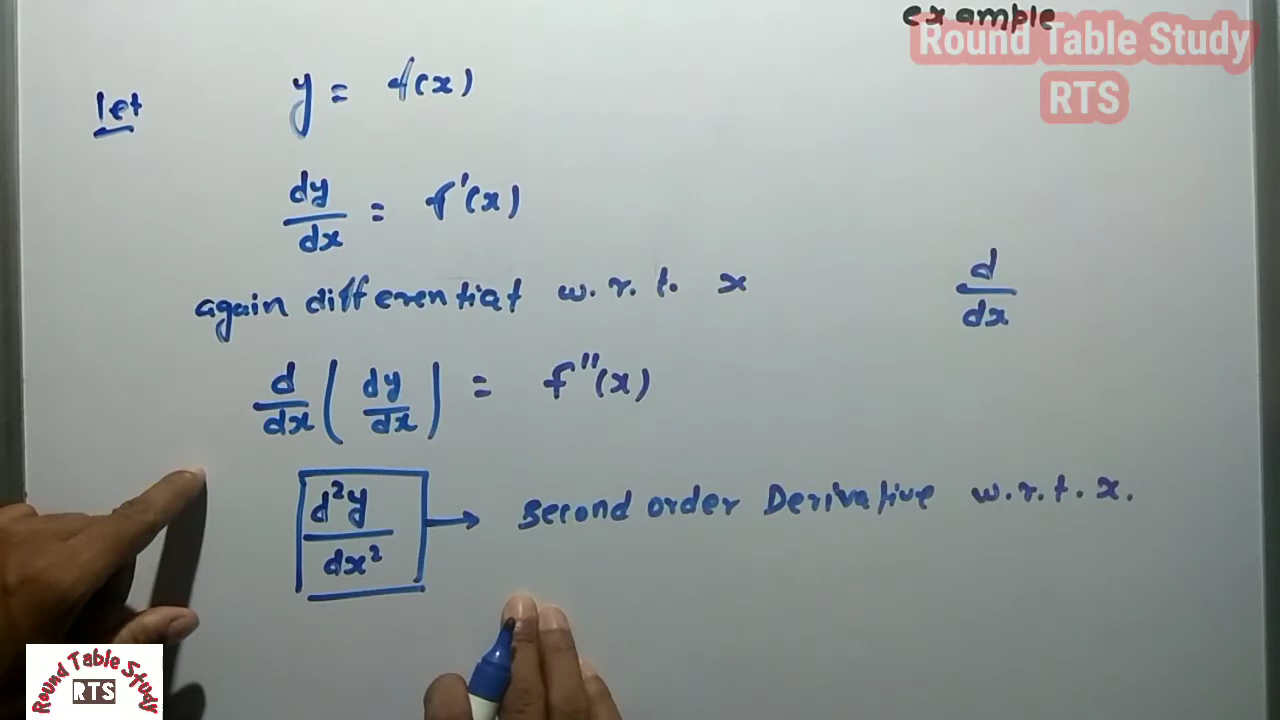 example
Round Table Study
RTS
let y = f(x)
dy/dx = f'(x)
again differentiat w.r.t. x
d/dx
d/dx (dy/dx) = f''(x)
d²y/dx² → second order Derivative w.r.t. x.
Round Table Study
RTS